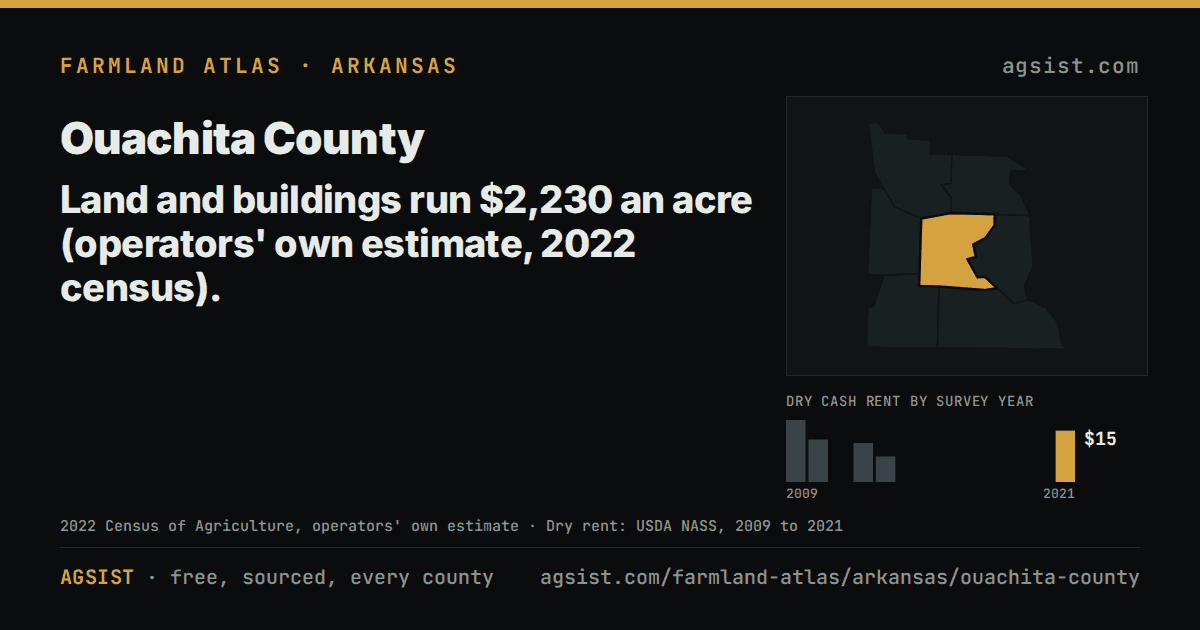 FARMLAND ATLAS · ARKANSAS
agsist.com
Ouachita County
Land and buildings run $2,230 an acre
(operators' own estimate, 2022
census).
DRY CASH RENT BY SURVEY YEAR
$15
2009
2021
2022 Census of Agriculture, operators' own estimate · Dry rent: USDA NASS, 2009 to 2021
AGSIST · free, sourced, every county
agsist.com/farmland-atlas/arkansas/ouachita-county